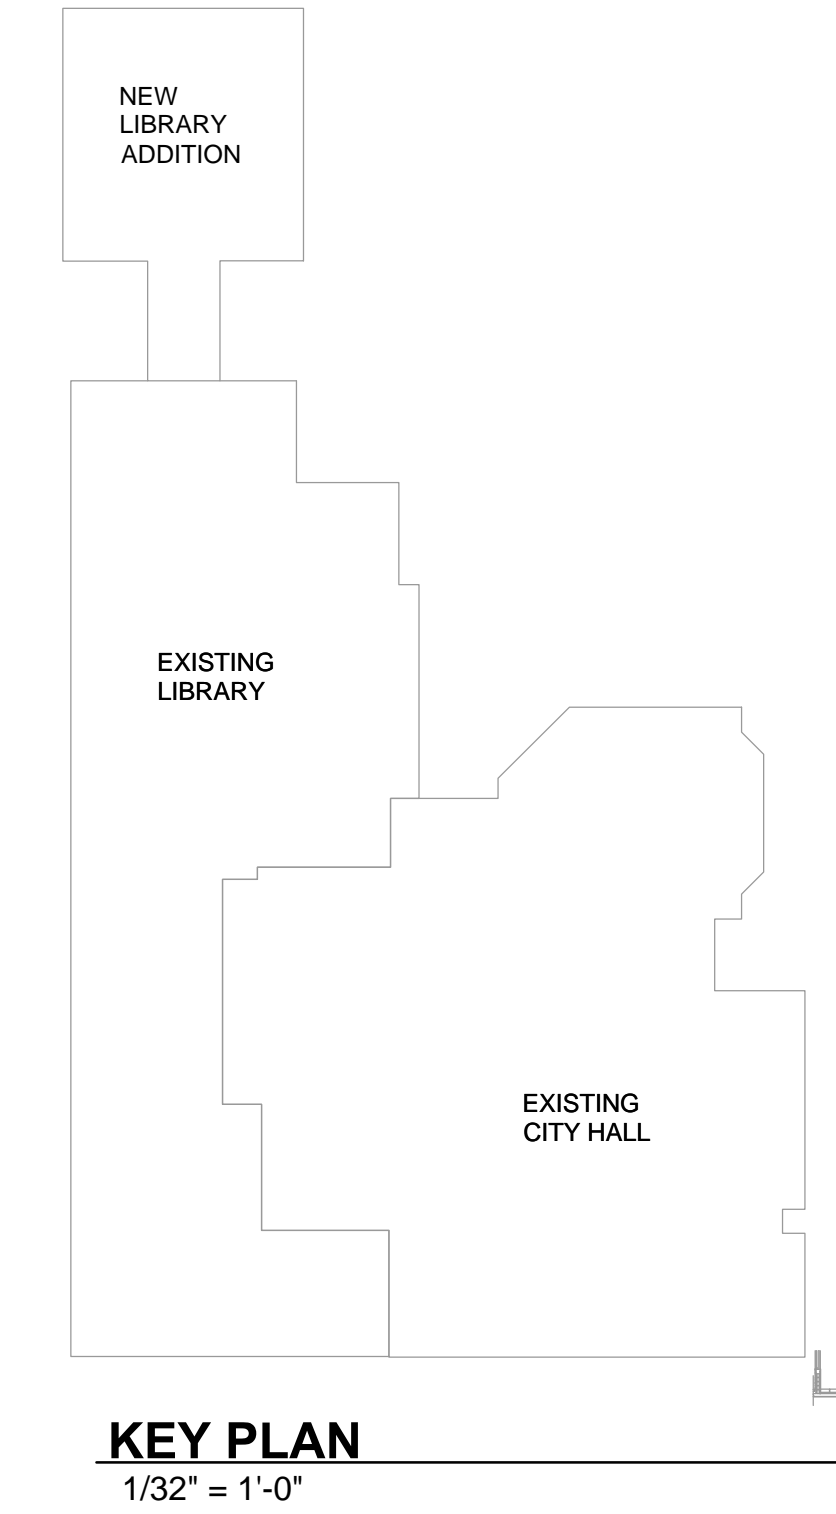 NEW
LIBRARY
ADDITION
EXISTING
LIBRARY
EXISTING
CITY HALL
KEY PLAN
1/32" = 1'-0"